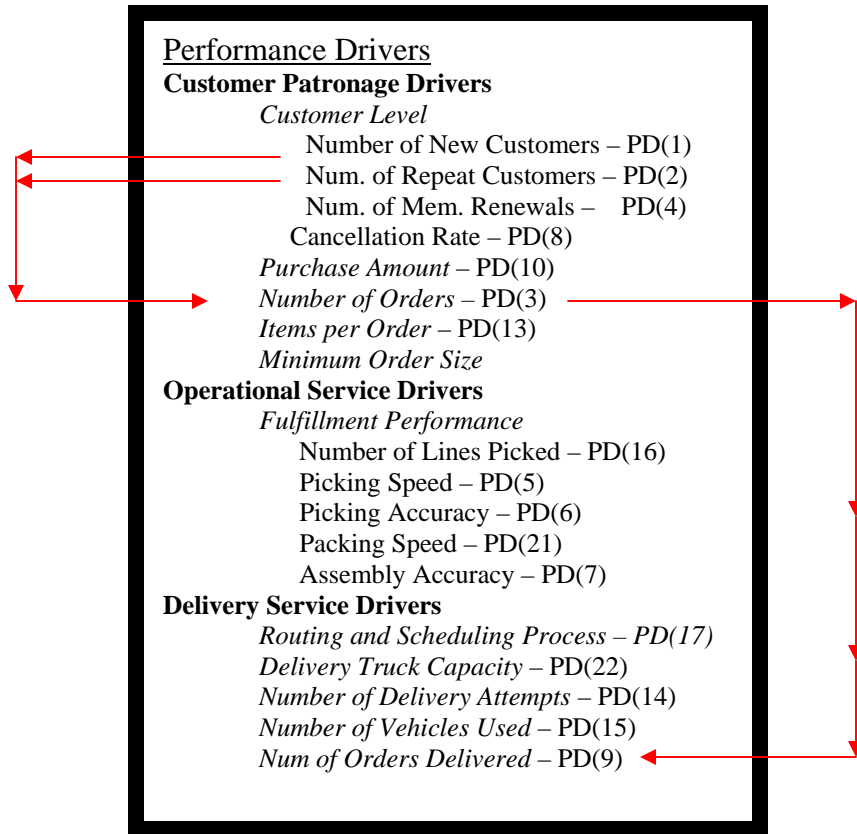 Performance Drivers
Customer Patronage Drivers
Customer Level
Number of New Customers – PD(1)
Num. of Repeat Customers – PD(2)
Num. of Mem. Renewals – PD(4)
Cancellation Rate – PD(8)
Purchase Amount – PD(10)
Number of Orders – PD(3)
Items per Order – PD(13)
Minimum Order Size
Operational Service Drivers
Fulfillment Performance
Number of Lines Picked – PD(16)
Picking Speed – PD(5)
Picking Accuracy – PD(6)
Packing Speed – PD(21)
Assembly Accuracy – PD(7)
Delivery Service Drivers
Routing and Scheduling Process – PD(17)
Delivery Truck Capacity – PD(22)
Number of Delivery Attempts – PD(14)
Number of Vehicles Used – PD(15)
Num of Orders Delivered – PD(9)